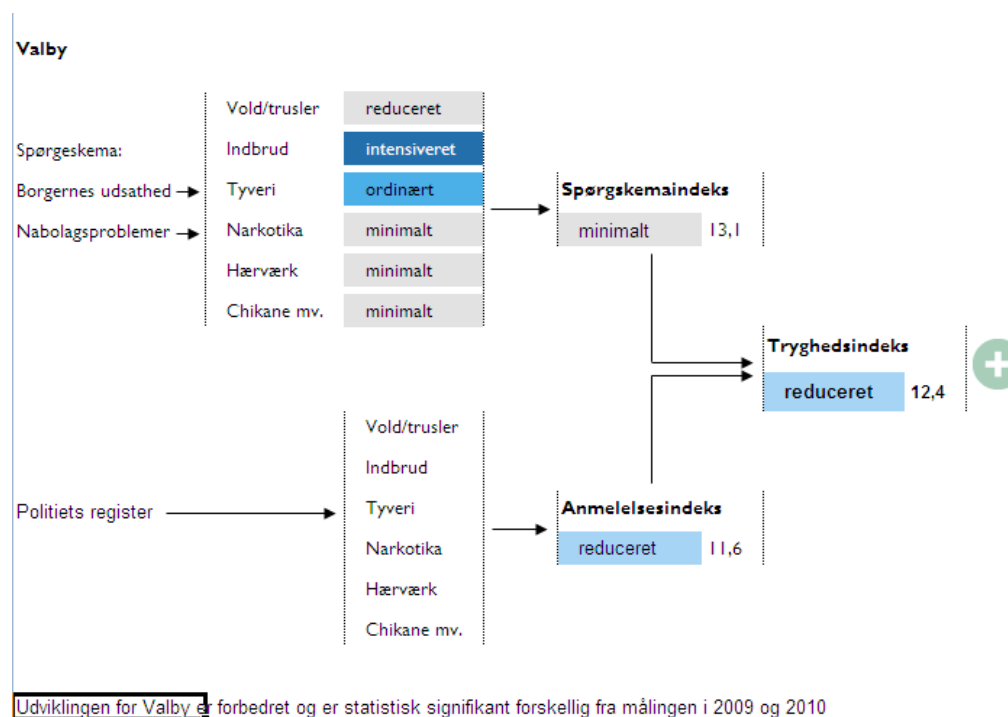 Valby
Spørgeskema:
Borgernes udsathed
Nabolagsproblemer
Vold/trusler reduceret
Indbrud intensiveret
Tyveri ordinært
Narkotika minimalt
Hærværk minimalt
Chikane mv. minimalt
Spørgskemaindeks
minimalt 13,1
Tryghedsindeks
reduceret 12,4
Politiets register
Vold/trusler
Indbrud
Tyveri
Narkotika
Hærværk
Chikane mv.
Anmelelsesindeks
reduceret 11,6
Udviklingen for Valby er forbedret og er statistisk signifikant forskellig fra målingen i 2009 og 2010